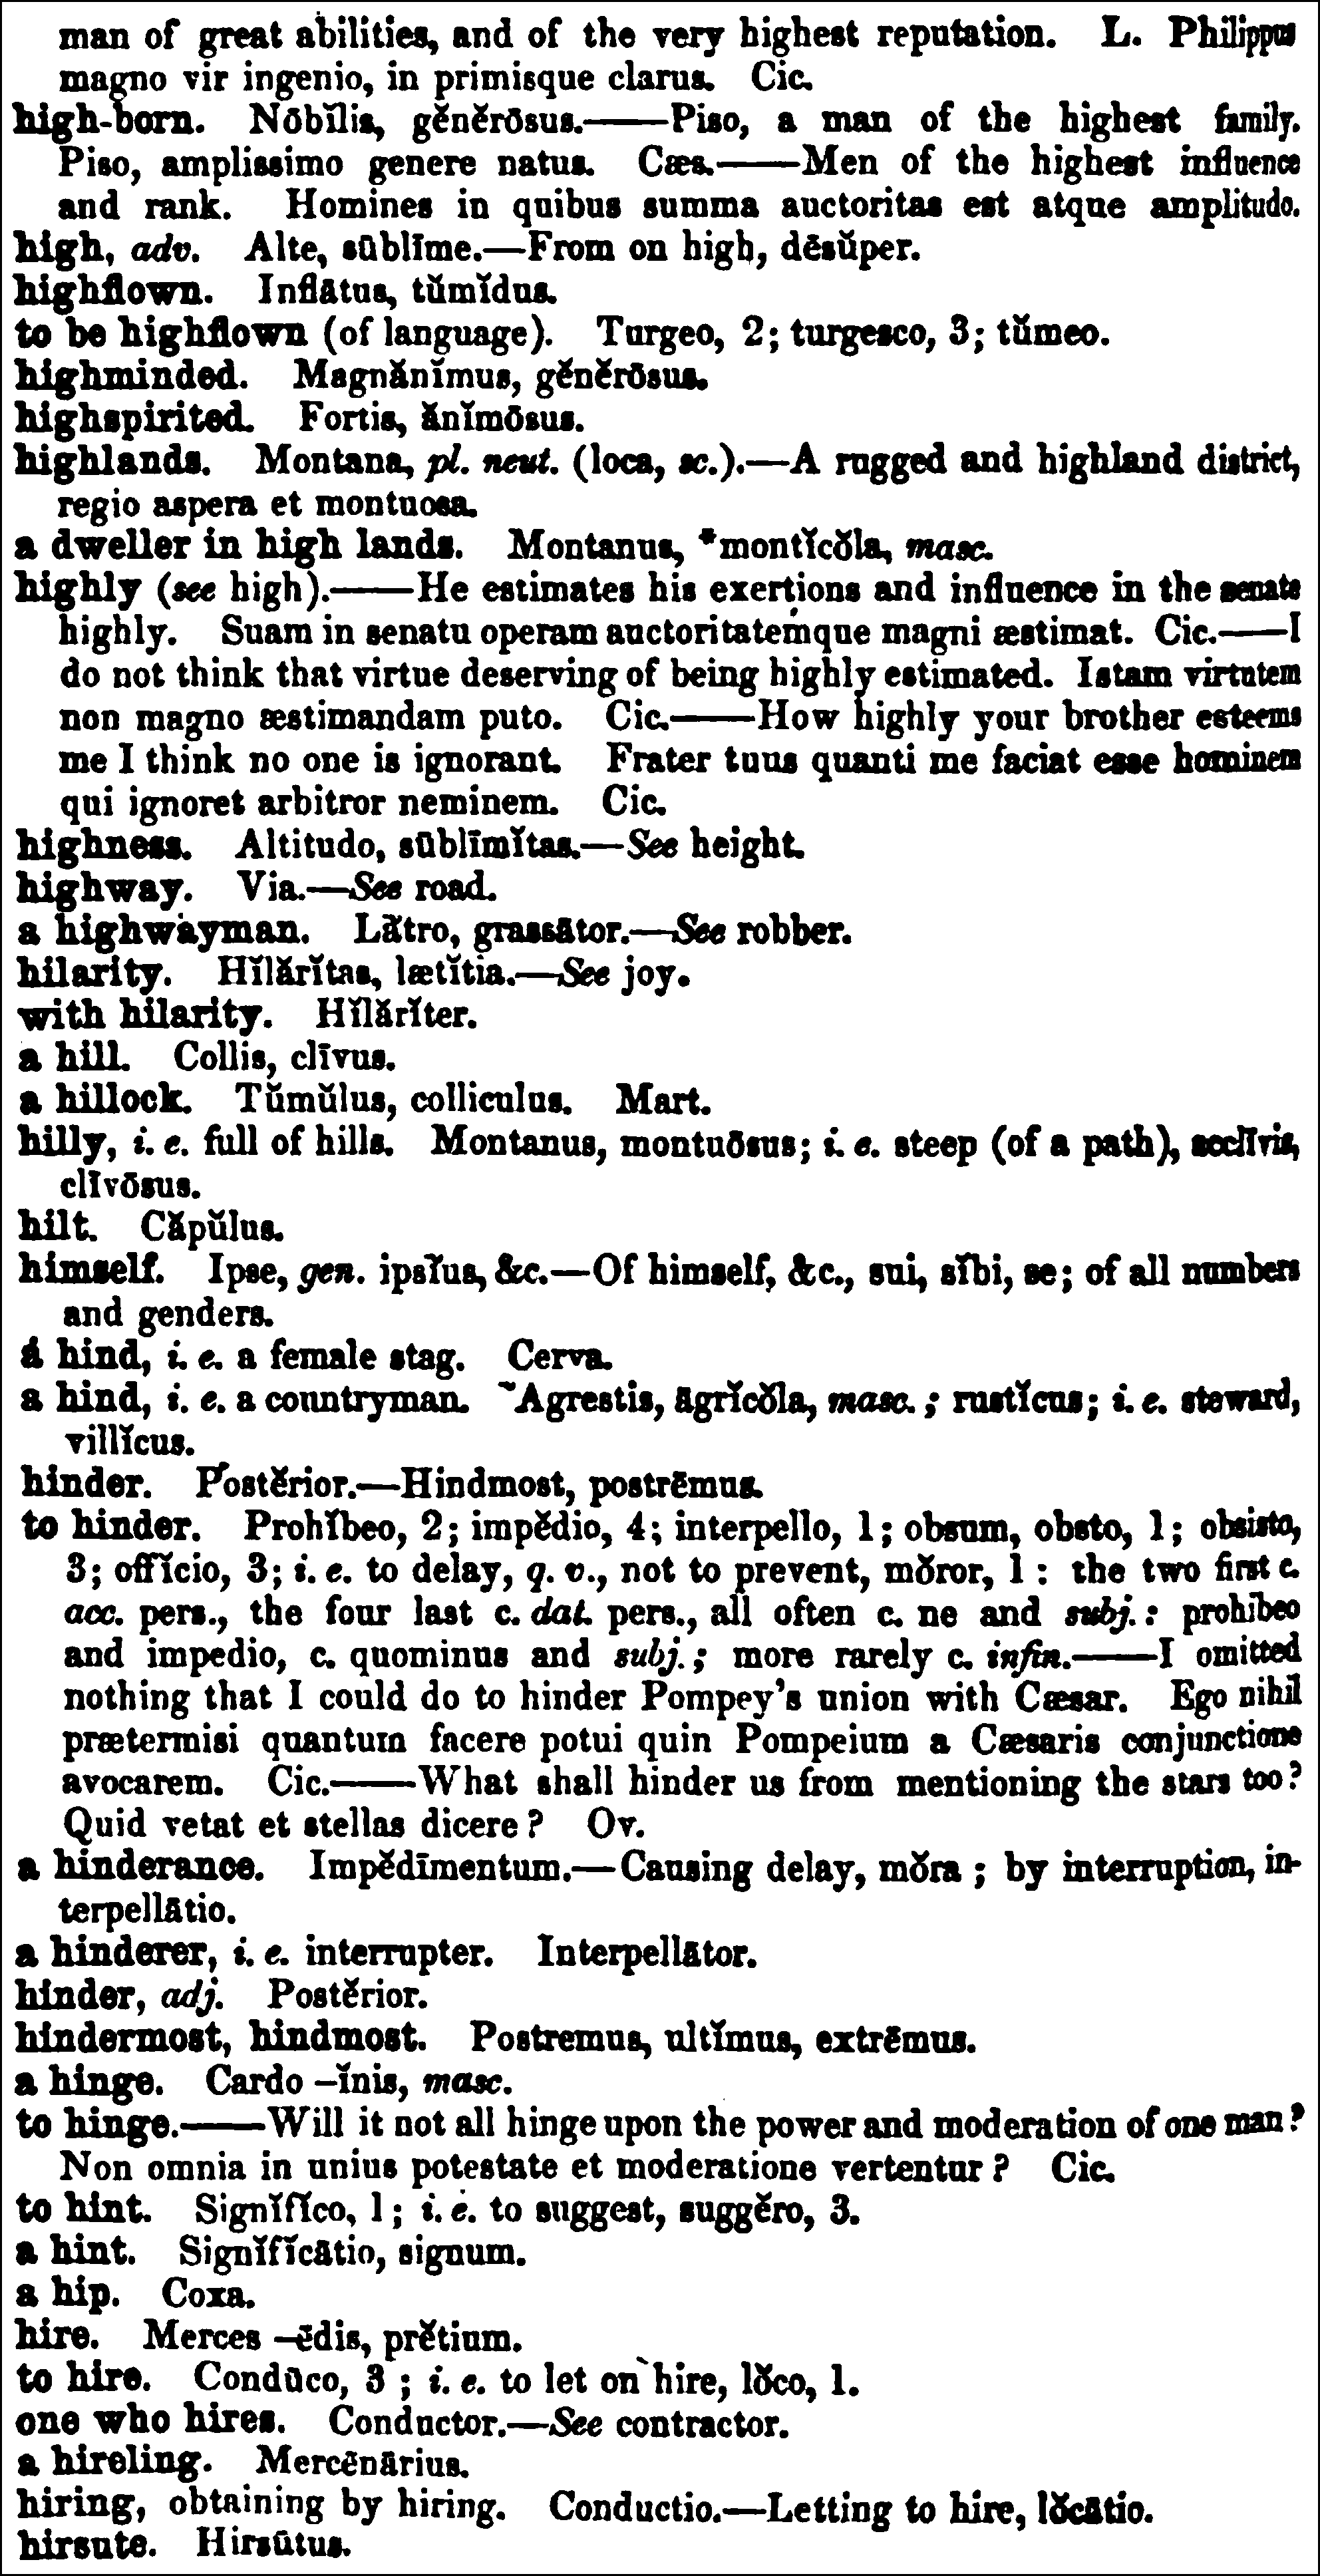 man of great abilities, and of the very highest reputation. L. Philippus
magno vir ingenio, in primisque clarus. Cic.
high-born. Nōbĭlis, gĕnĕrōsus.——Piso, a man of the highest family.
Piso, amplissimo genere natus. Cæs.——Men of the highest influence
and rank. Homines in quibus summa auctoritas est atque amplitudo.
high, adv. Alte, sūblīme.—From on high, dēsŭper.
highflown. Inflātus, tŭmĭdus.
to be highflown (of language). Turgeo, 2; turgesco, 3; tŭmeo.
highminded. Magnănĭmus, gĕnĕrōsus.
highspirited. Fortis, ănĭmōsus.
highlands. Montana, pl. neut. (loca, sc.).—A rugged and highland district,
regio aspera et montuosa.
a dweller in high lands. Montanus, *montĭcŏla, masc.
highly (see high).——He estimates his exertions and influence in the senate
highly. Suam in senatu operam auctoritatemque magni æstimat. Cic.——I
do not think that virtue deserving of being highly estimated. Istam virtutem
non magno æstimandam puto. Cic.——How highly your brother esteems
me I think no one is ignorant. Frater tuus quanti me faciat esse hominem
qui ignoret arbitror neminem. Cic.
highness. Altitudo, sūblīmĭtas.—See height.
highway. Via.—See road.
a highwayman. Lătro, grassātor.—See robber.
hilarity. Hĭlărĭtas, lætĭtia.—See joy.
with hilarity. Hĭlărĭter.
a hill. Collis, clīvus.
a hillock. Tŭmŭlus, colliculus. Mart.
hilly, i. e. full of hills. Montanus, montuōsus; i. e. steep (of a path), acclīvis,
clīvōsus.
hilt. Căpŭlus.
himself. Ipse, gen. ipsĭus, &c.—Of himself, &c., sui, sĭbi, se; of all numbers
and genders.
a hind, i. e. a female stag. Cerva.
a hind, i. e. a countryman. Agrestis, āgrĭcŏla, masc.; rustĭcus; i. e. steward,
villĭcus.
hinder. Postĕrior.—Hindmost, postrēmus.
to hinder. Prohĭbeo, 2; impĕdio, 4; interpello, 1; obsum, obsto, 1; obsisto,
3; offĭcio, 3; i. e. to delay, q. v., not to prevent, mŏror, 1 : the two first c.
acc. pers., the four last c. dat. pers., all often c. ne and subj.: prohĭbeo
and impedio, c. quominus and subj.; more rarely c. infin.——I omitted
nothing that I could do to hinder Pompey's union with Cæsar. Ego nihil
prætermisi quantum facere potui quin Pompeium a Cæsaris conjunctione
avocarem. Cic.——What shall hinder us from mentioning the stars too?
Quid vetat et stellas dicere? Ov.
a hinderance. Impĕdīmentum.—Causing delay, mŏra ; by interruption, in-
terpellātio.
a hinderer, i. e. interrupter. Interpellātor.
hinder, adj. Postĕrior.
hindermost, hindmost. Postremus, ultĭmus, extrēmus.
a hinge. Cardo –ĭnis, masc.
to hinge.——Will it not all hinge upon the power and moderation of one man?
Non omnia in unius potestate et moderatione vertentur? Cic.
to hint. Signĭfĭco, 1; i. e. to suggest, suggĕro, 3.
a hint. Signĭfĭcātio, signum.
a hip. Coxa.
hire. Merces –ēdis, prĕtium.
to hire. Condūco, 3 ; i. e. to let on hire, lŏco, 1.
one who hires. Conductor.—See contractor.
a hireling. Mercēnārius.
hiring, obtaining by hiring. Conductio.—Letting to hire, lŏcātio.
hirsute. Hirsūtus.